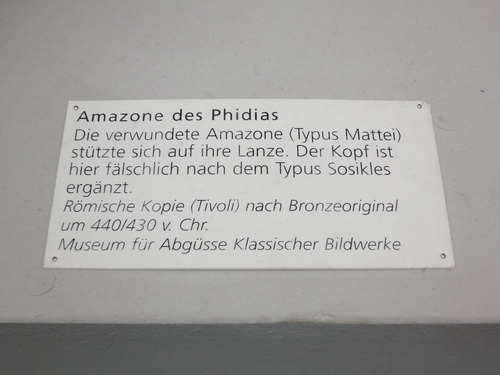 Amazone des Phidias
Die verwundete Amazone (Typus Mattei)
stützte sich auf ihre Lanze. Der Kopf ist
hier fälschlich nach dem Typus Sosikles
ergänzt.
Römische Kopie (Tivoli) nach Bronzeoriginal
um 440/430 v. Chr.
Museum für Abgüsse Klassischer Bildwerke